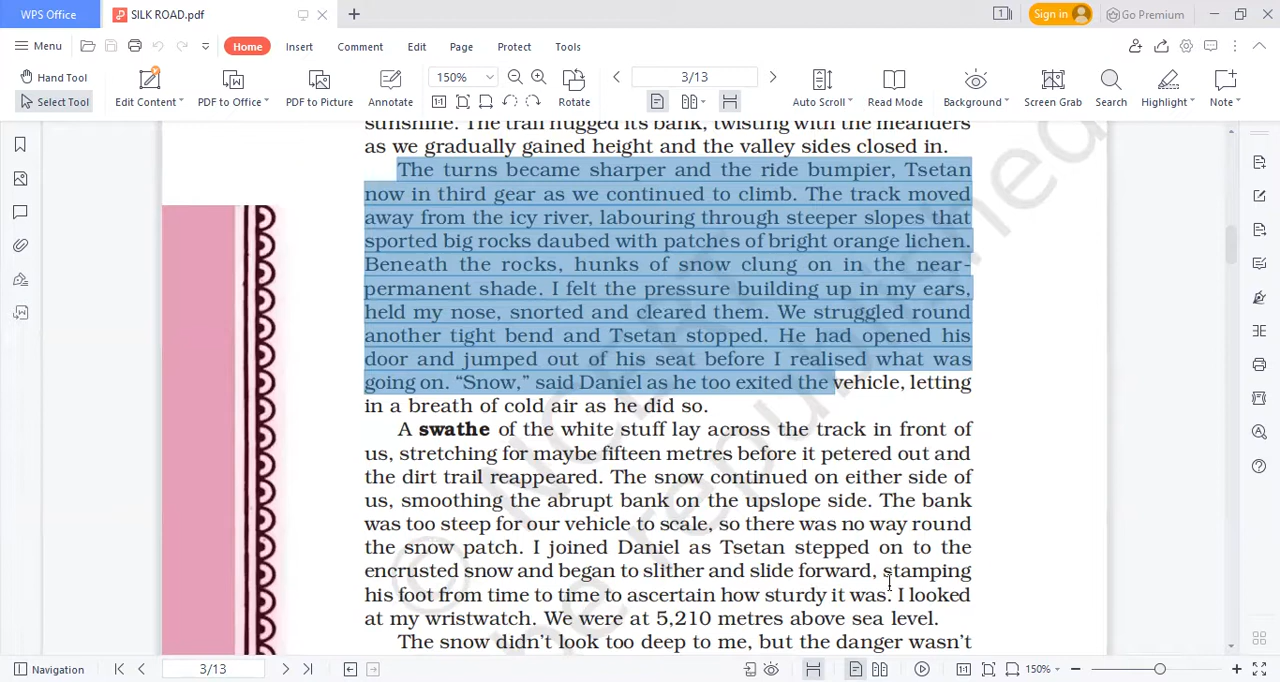 WPS Office
SILK ROAD.pdf
Sign in
Go Premium
Menu
Home
Insert
Comment
Edit
Page
Protect
Tools
Hand Tool
Select Tool
Edit Content
PDF to Office
PDF to Picture
Annotate
150%
Rotate
3/13
Auto Scroll
Read Mode
Background
Screen Grab
Search
Highlight
Note
sunshine. The trail hugged its bank, twisting with the meanders
as we gradually gained height and the valley sides closed in.
The turns became sharper and the ride bumpier, Tsetan
now in third gear as we continued to climb. The track moved
away from the icy river, labouring through steeper slopes that
sported big rocks daubed with patches of bright orange lichen.
Beneath the rocks, hunks of snow clung on in the near-
permanent shade. I felt the pressure building up in my ears,
held my nose, snorted and cleared them. We struggled round
another tight bend and Tsetan stopped. He had opened his
door and jumped out of his seat before I realised what was
going on. “Snow,” said Daniel as he too exited the vehicle, letting
in a breath of cold air as he did so.
A swathe of the white stuff lay across the track in front of
us, stretching for maybe fifteen metres before it petered out and
the dirt trail reappeared. The snow continued on either side of
us, smoothing the abrupt bank on the upslope side. The bank
was too steep for our vehicle to scale, so there was no way round
the snow patch. I joined Daniel as Tsetan stepped on to the
encrusted snow and began to slither and slide forward, stamping
his foot from time to time to ascertain how sturdy it was. I looked
at my wristwatch. We were at 5,210 metres above sea level.
The snow didn’t look too deep to me, but the danger wasn’t
Navigation
3/13
150%